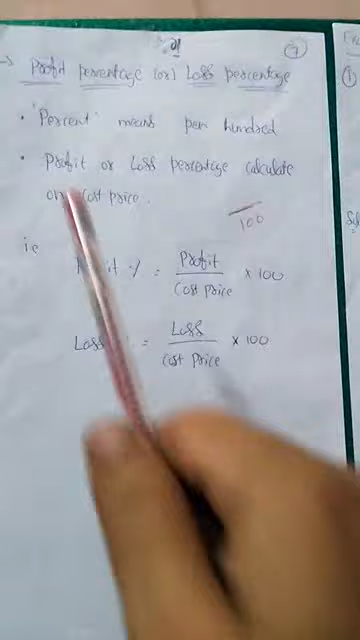 7
→ Profit percentage (or) Loss percentage
• 'Percent' means per hundred
• Profit or Loss percentage calculate
on cost price.
100
i.e
% = Profit / Cost Price × 100
Loss = Loss / Cost Price × 100